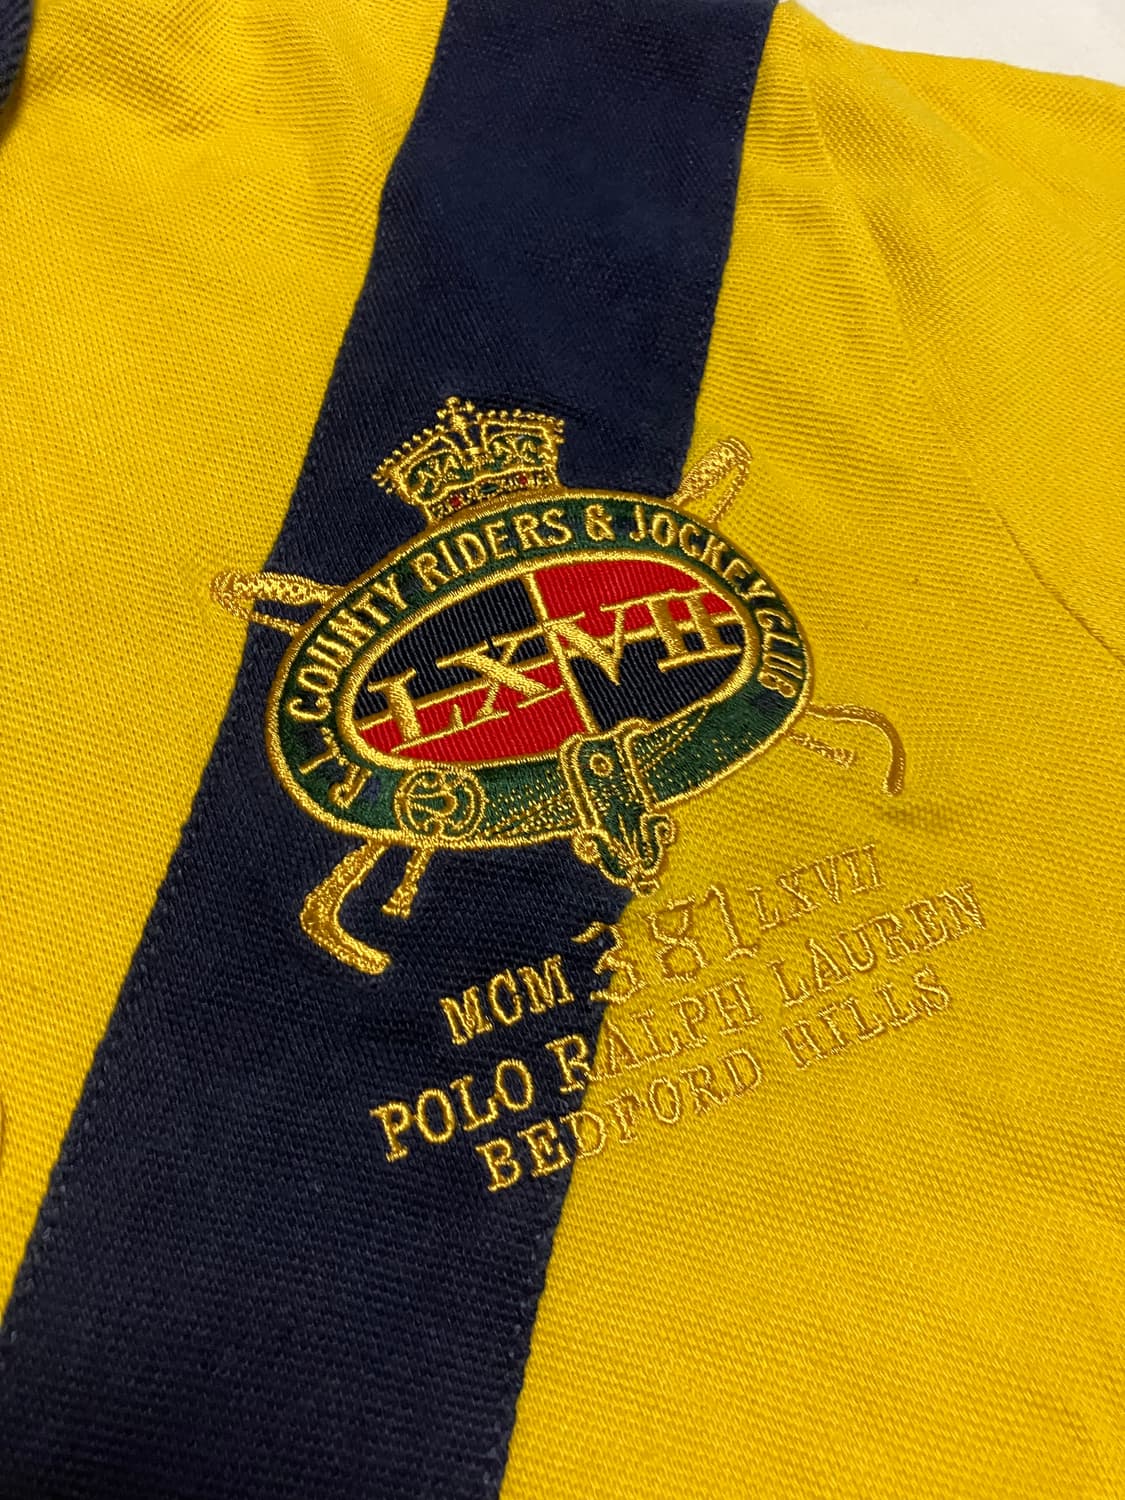 R.L. COUNTY RIDERS & JOCKEY CLUB
LXVII
MCM 381 LXVII
POLO RALPH LAUREN
BEDFORD HILLS